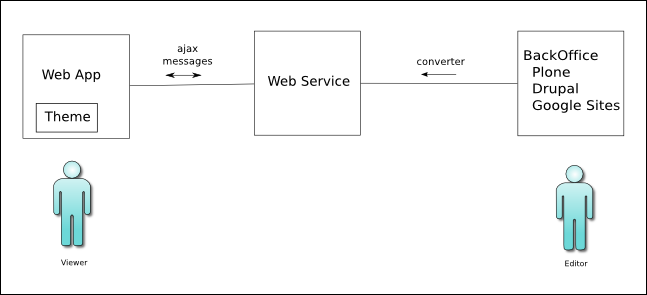 Web App
Theme
ajax
messages
Web Service
converter
BackOffice
Plone
Drupal
Google Sites
Viewer
Editor